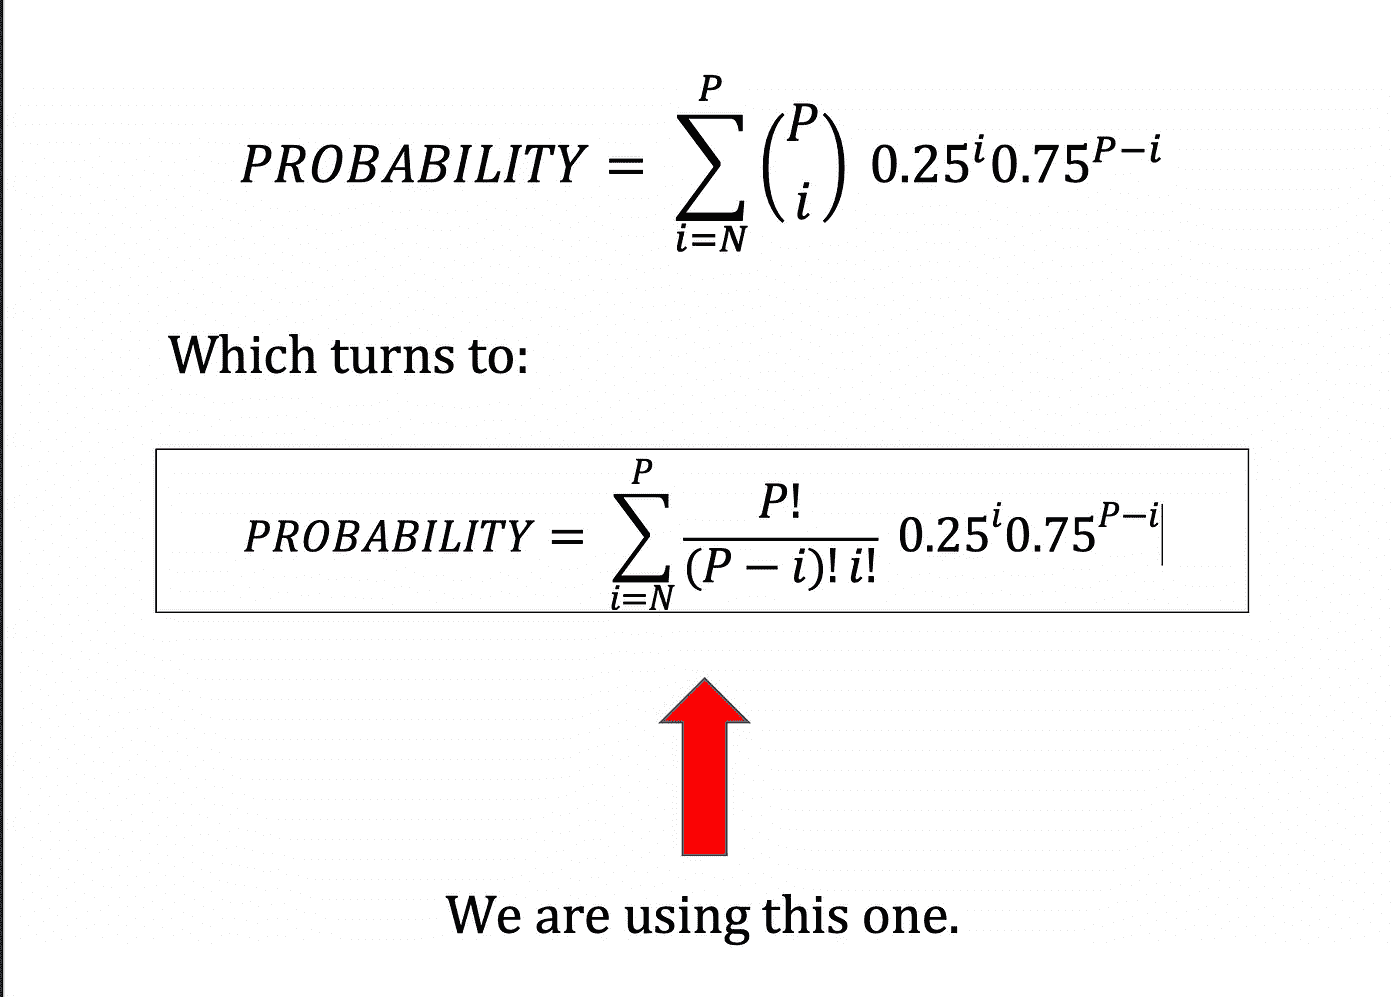 PROBABILITY = \sum_{i=N}^{P} \binom{P}{i} 0.25^{i} 0.75^{P-i}
Which turns to:
PROBABILITY = \sum_{i=N}^{P} \frac{P!}{(P-i)!\,i!} 0.25^{i} 0.75^{P-i}
We are using this one.